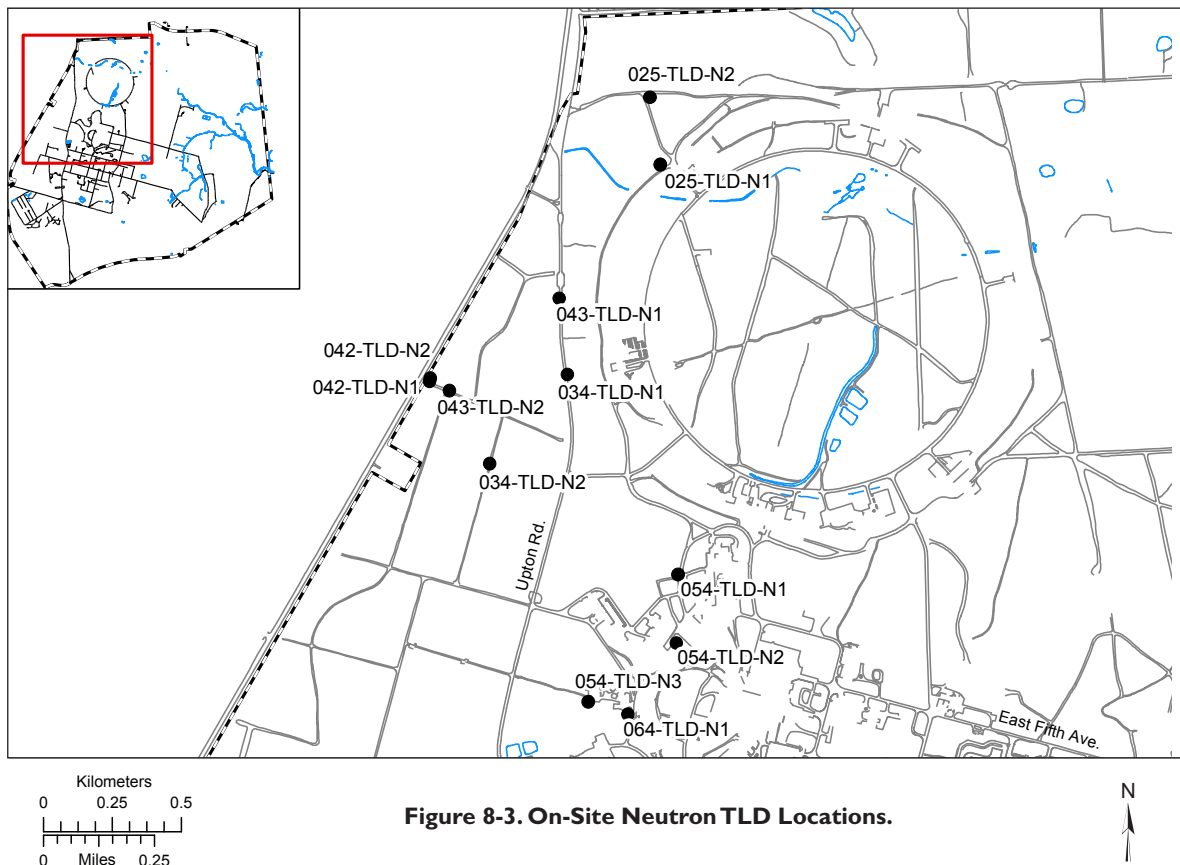 025-TLD-N2
025-TLD-N1
043-TLD-N1
042-TLD-N2
042-TLD-N1
034-TLD-N1
043-TLD-N2
034-TLD-N2
Upton Rd.
054-TLD-N1
054-TLD-N2
054-TLD-N3
064-TLD-N1
East Fifth Ave.
Kilometers
0 0.25 0.5
0 Miles 0.25
Figure 8-3. On-Site Neutron TLD Locations.
N